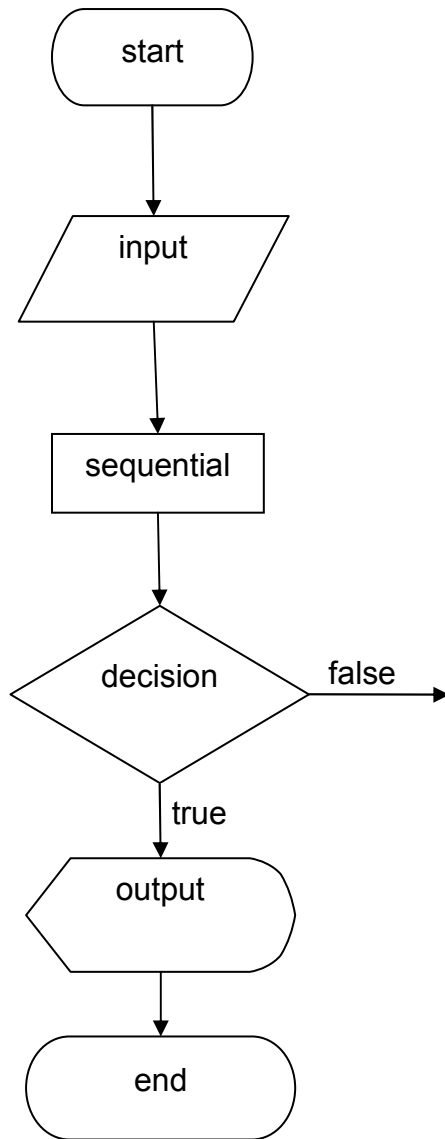 start
input
sequential
decision
false
true
output
end